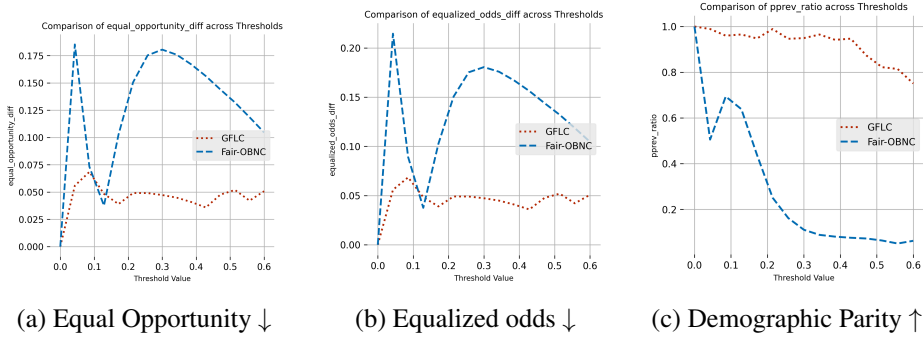 Comparison of equal_opportunity_diff across Thresholds
equal_opportunity_diff
0.175
0.150
0.125
0.100
0.075
0.050
0.025
0.000
GFLC
Fair-OBNC
0.0 0.1 0.2 0.3 0.4 0.5 0.6
Threshold Value
(a) Equal Opportunity ↓
Comparison of equalized_odds_diff across Thresholds
equalized_odds_diff
0.20
0.15
0.10
0.05
0.00
GFLC
Fair-OBNC
0.0 0.1 0.2 0.3 0.4 0.5 0.6
Threshold Value
(b) Equalized odds ↓
Comparison of pprev_ratio across Thresholds
pprev_ratio
1.0
0.8
0.6
0.4
0.2
GFLC
Fair-OBNC
0.0 0.1 0.2 0.3 0.4 0.5 0.6
Threshold Value
(c) Demographic Parity ↑